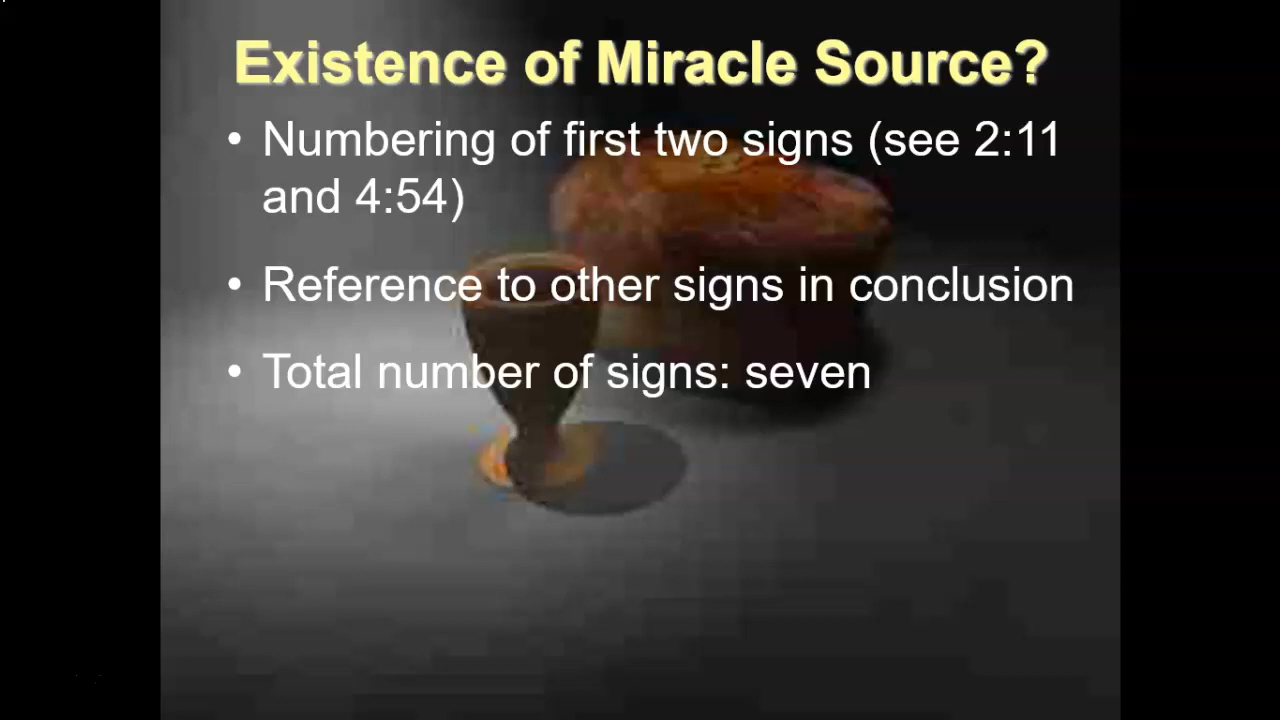 Existence of Miracle Source?
• Numbering of first two signs (see 2:11
and 4:54)
• Reference to other signs in conclusion
• Total number of signs: seven